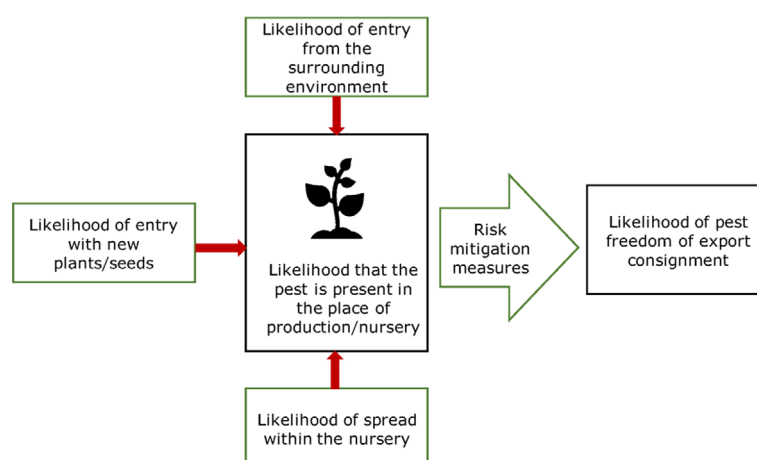 Likelihood of entry
from the
surrounding
environment
Likelihood of entry
with new
plants/seeds
Likelihood that the
pest is present in
the place of
production/nursery
Risk
mitigation
measures
Likelihood of pest
freedom of export
consignment
Likelihood of spread
within the nursery